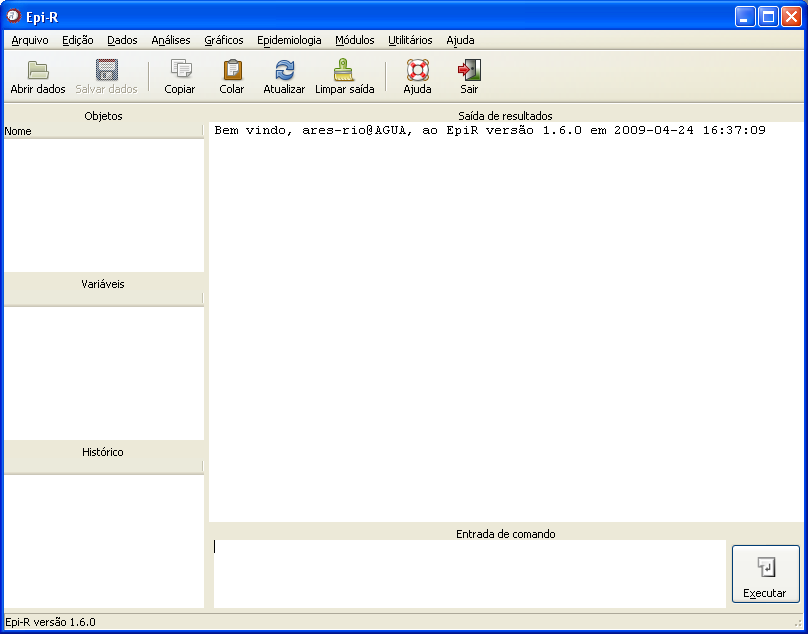 Epi-R
Arquivo Edição Dados Análises Gráficos Epidemiologia Módulos Utilitários Ajuda
Abrir dados Salvar dados Copiar Colar Atualizar Limpar saída Ajuda Sair
Objetos
Nome
Variáveis
Histórico
Saída de resultados
Bem vindo, ares-rio@AGUA, ao EpiR versão 1.6.0 em 2009-04-24 16:37:09
Entrada de comando
Executar
Epi-R versão 1.6.0